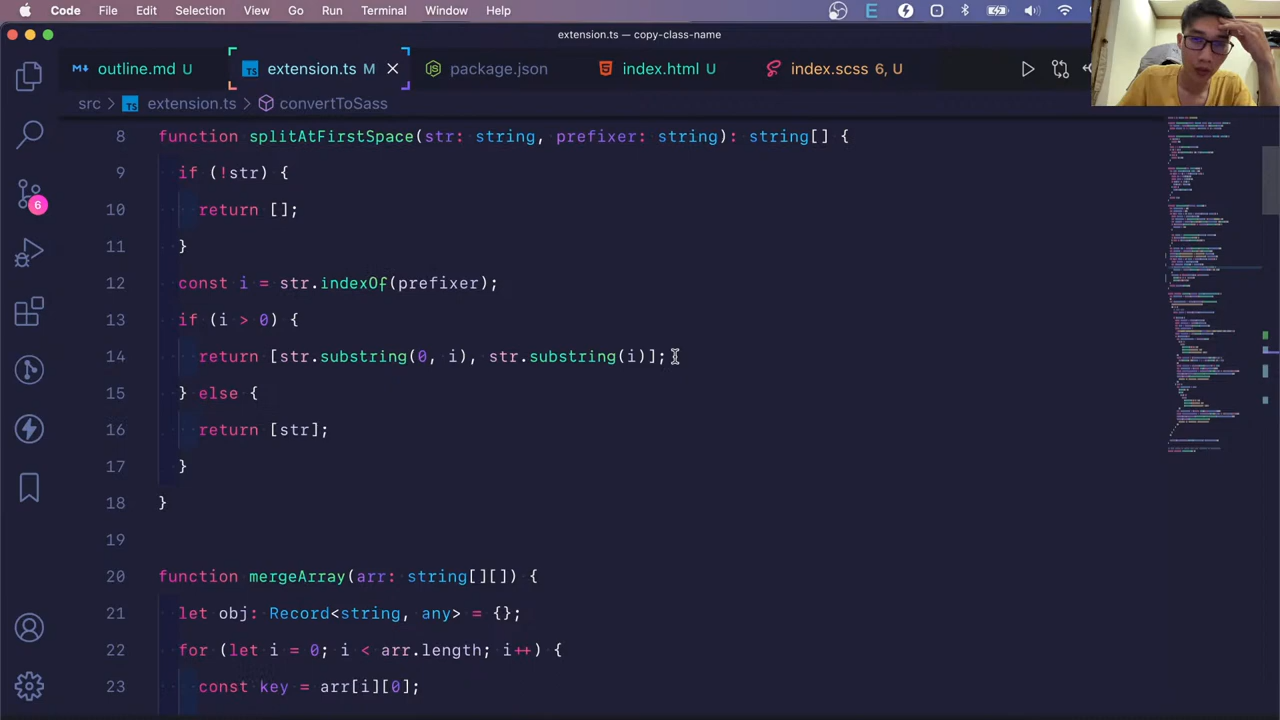 Code File Edit Selection View Go Run Terminal Window Help
extension.ts — copy-class-name
outline.md U
TS extension.ts M
package.json
index.html U
index.scss 6, U
src > TS extension.ts > convertToSass
8 function splitAtFirstSpace(str: string, prefixer: string): string[] {
9 if (!str) {
10 return [];
11 }
12 const i = str.indexOf(prefixe
13 if (i > 0) {
14 return [str.substring(0, i), str.substring(i)];
15 } else {
16 return [str];
17 }
18 }
19
20 function mergeArray(arr: string[][]) {
21 let obj: Record<string, any> = {};
22 for (let i = 0; i < arr.length; i++) {
23 const key = arr[i][0];
6